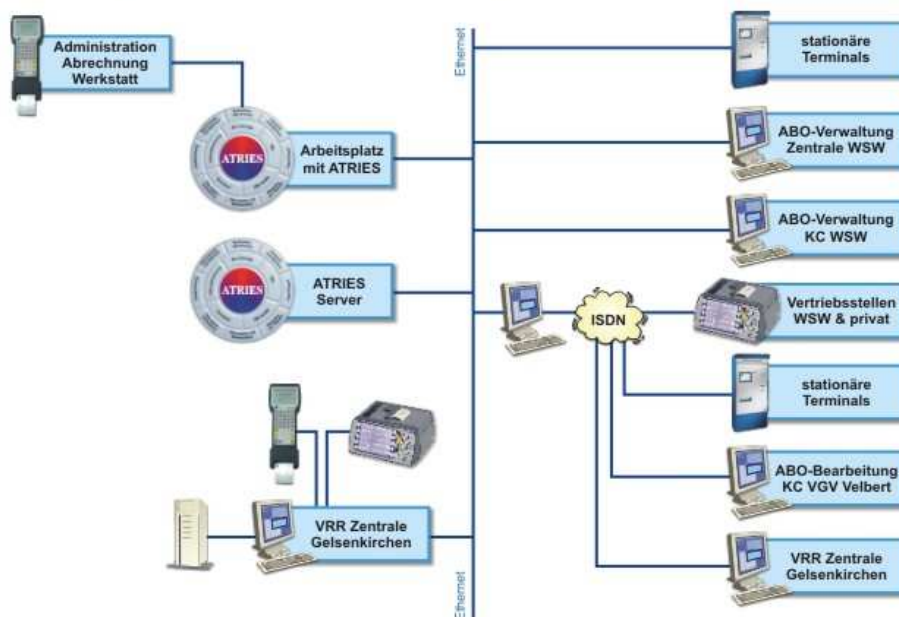 Administration
Abrechnung
Werkstatt
Ethernet
stationäre
Terminals
ATRIES
Arbeitsplatz
mit ATRIES
ABO-Verwaltung
Zentrale WSW
ABO-Verwaltung
KC WSW
ATRIES
ATRIES
Server
ISDN
Vertriebsstellen
WSW & privat
stationäre
Terminals
ABO-Bearbeitung
KC VGV Velbert
VRR Zentrale
Gelsenkirchen
VRR Zentrale
Gelsenkirchen
Ethernet